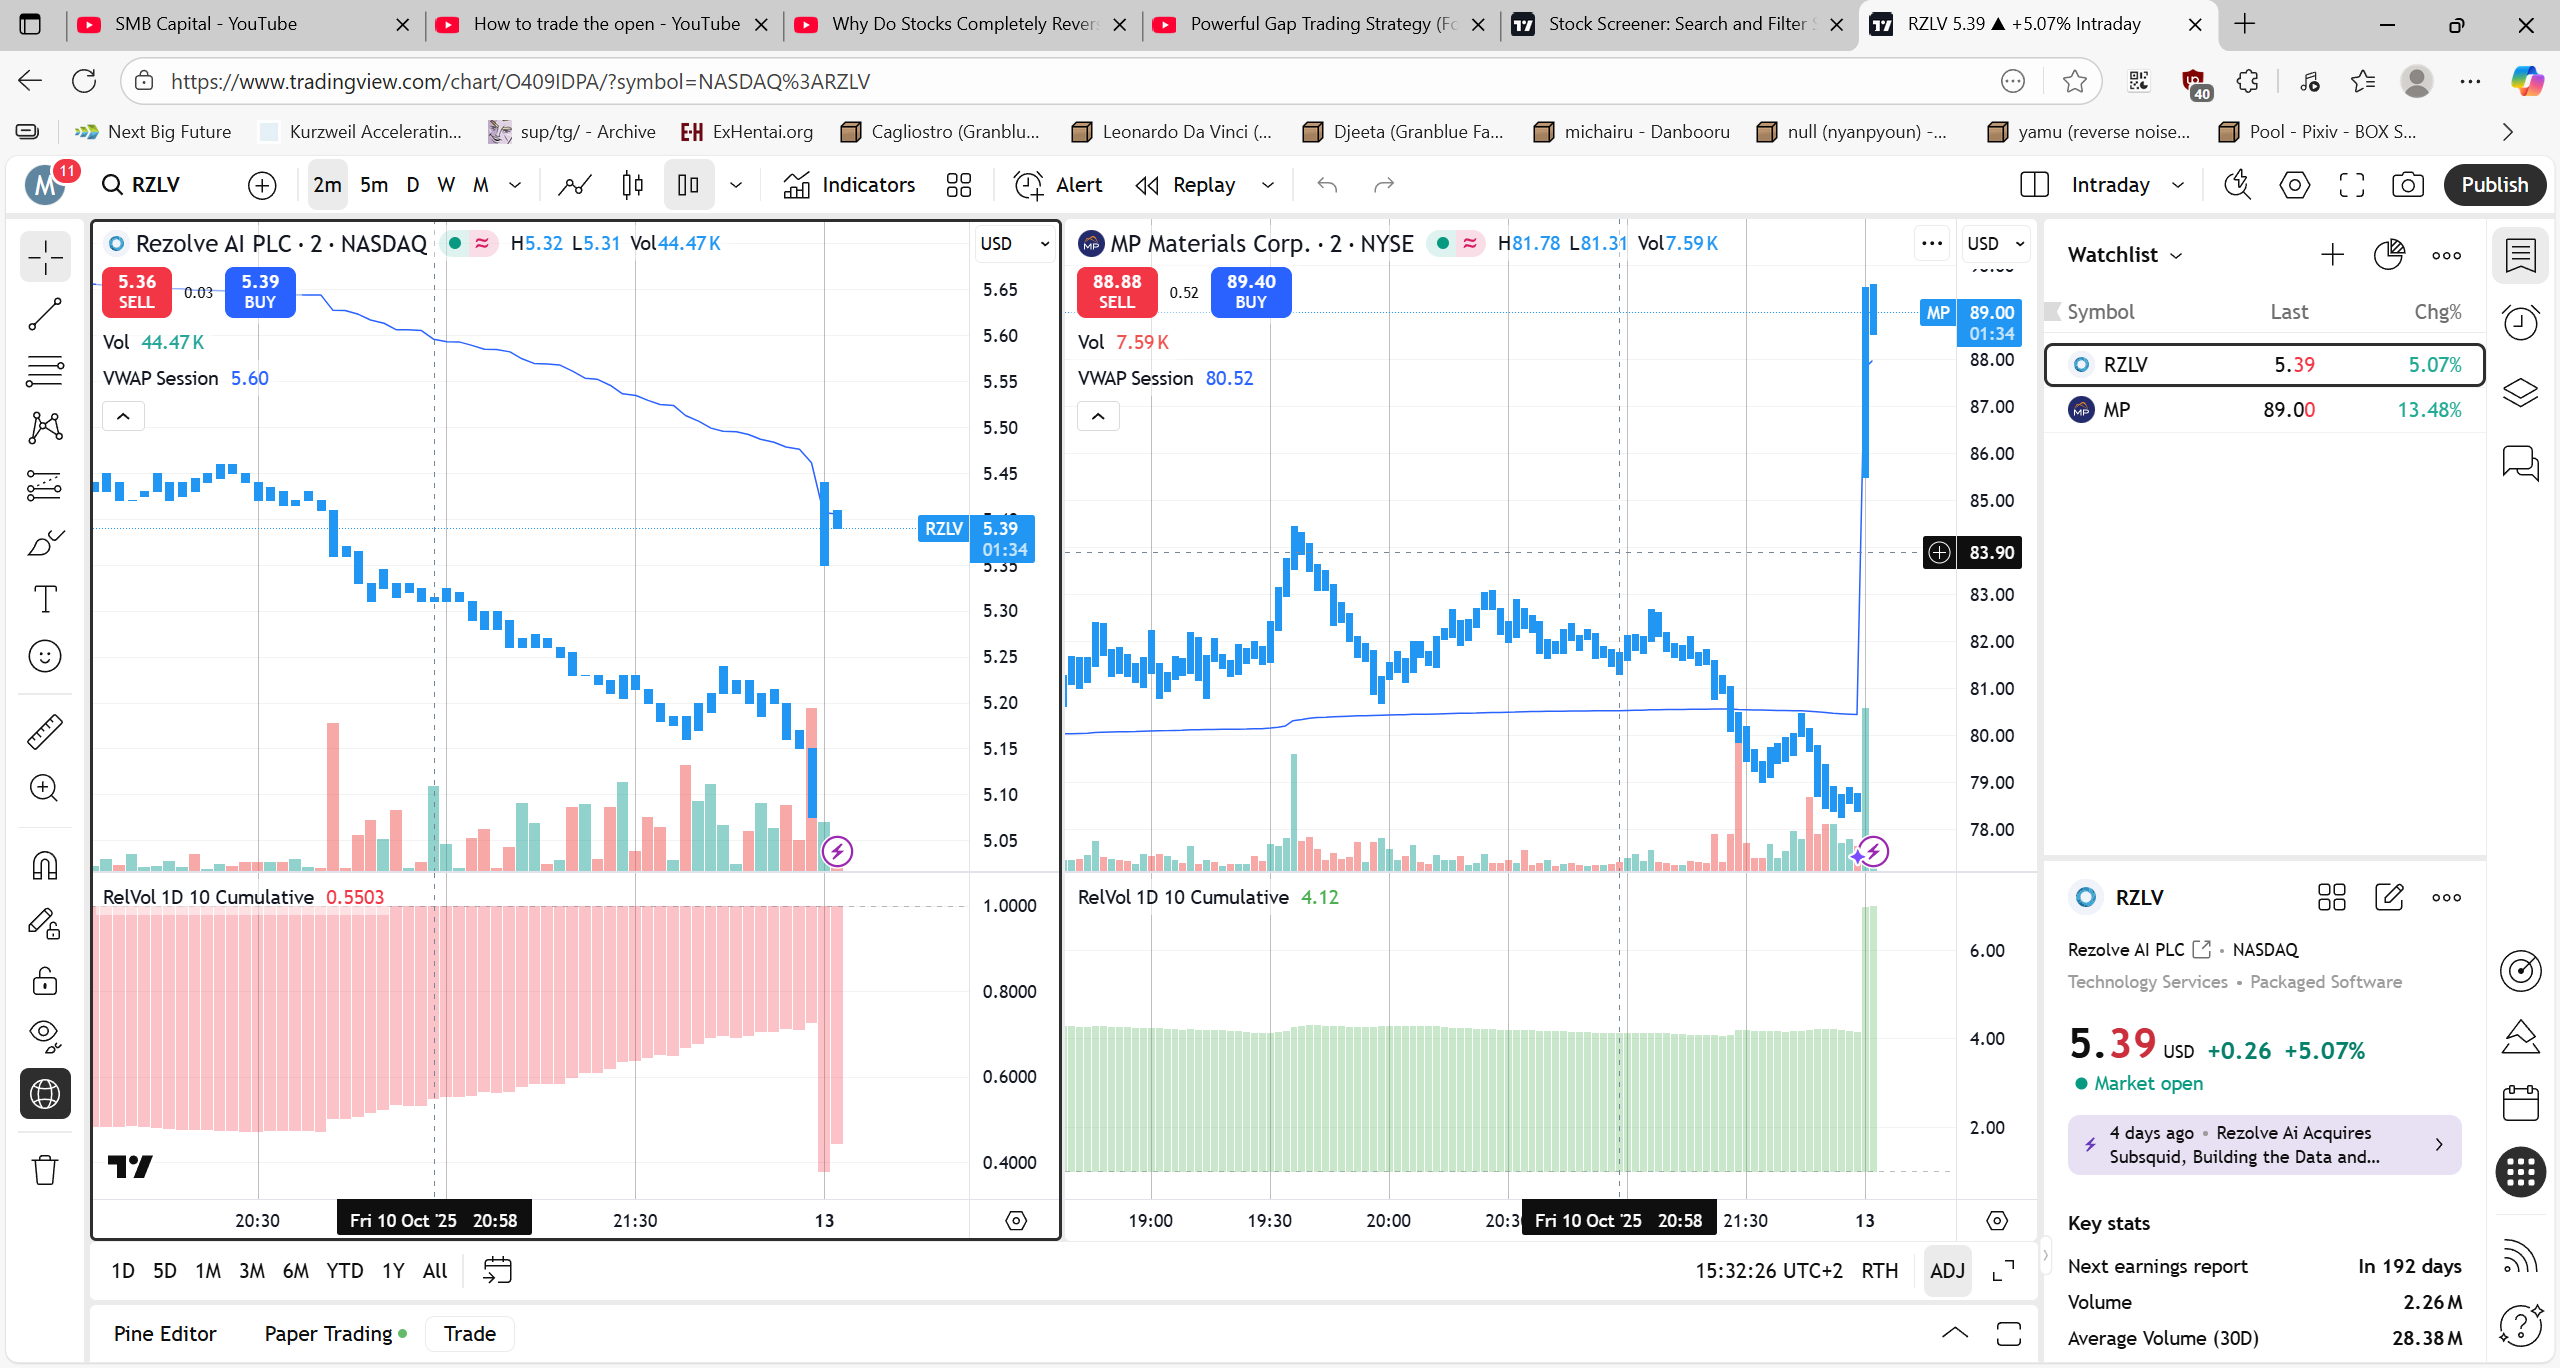 SMB Capital - YouTube
How to trade the open - YouTube
Why Do Stocks Completely Revers
Powerful Gap Trading Strategy (Fo
Stock Screener: Search and Filter S
RZLV 5.39 ▲ +5.07% Intraday
https://www.tradingview.com/chart/O409IDPA/?symbol=NASDAQ%3ARZLV
40
Next Big Future
Kurzweil Acceleratin...
sup/tg/ - Archive
EH ExHentai.org
Cagliostro (Granblu...
Leonardo Da Vinci (...
Djeeta (Granblue Fa...
michairu - Danbooru
null (nyanpyoun) -...
yamu (reverse noise...
Pool - Pixiv - BOX S...
M 11
RZLV
2m 5m D W M
Indicators
Alert
Replay
Intraday
Publish
Rezolve AI PLC · 2 · NASDAQ
H5.32 L5.31 Vol44.47K
USD
5.36
SELL
0.03
5.39
BUY
Vol 44.47K
VWAP Session 5.60
5.65
5.60
5.55
5.50
5.45
RZLV 5.39
01:34
5.35
5.30
5.25
5.20
5.15
5.10
5.05
RelVol 1D 10 Cumulative 0.5503
1.0000
0.8000
0.6000
0.4000
20:30
Fri 10 Oct '25 20:58
21:30
13
MP Materials Corp. · 2 · NYSE
H81.78 L81.31 Vol7.59K
USD
88.88
SELL
0.52
89.40
BUY
Vol 7.59K
VWAP Session 80.52
MP 89.00
01:34
88.00
87.00
86.00
85.00
83.90
83.00
82.00
81.00
80.00
79.00
78.00
RelVol 1D 10 Cumulative 4.12
6.00
4.00
2.00
19:00
19:30
20:00
20:3
Fri 10 Oct '25 20:58
21:30
13
1D 5D 1M 3M 6M YTD 1Y All
15:32:26 UTC+2 RTH ADJ
Pine Editor
Paper Trading
Trade
Watchlist
Symbol Last Chg%
RZLV 5.39 5.07%
MP 89.00 13.48%
RZLV
Rezolve AI PLC • NASDAQ
Technology Services • Packaged Software
5.39 USD +0.26 +5.07%
Market open
4 days ago • Rezolve Ai Acquires
Subsquid, Building the Data and...
Key stats
Next earnings report In 192 days
Volume 2.26M
Average Volume (30D) 28.38M